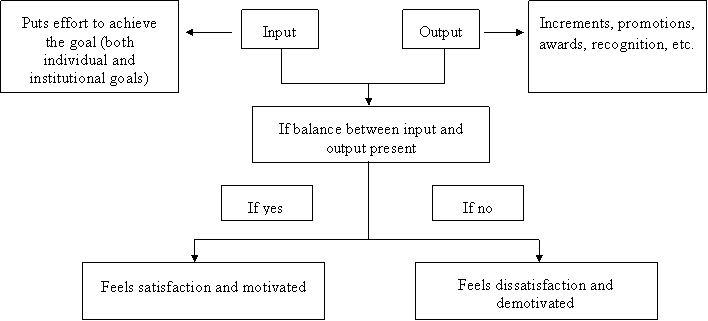 Puts effort to achieve
the goal (both
individual and
institutional goals)
Input
Output
Increments, promotions,
awards, recognition, etc.
If balance between input and
output present
If yes
If no
Feels satisfaction and motivated
Feels dissatisfaction and
demotivated